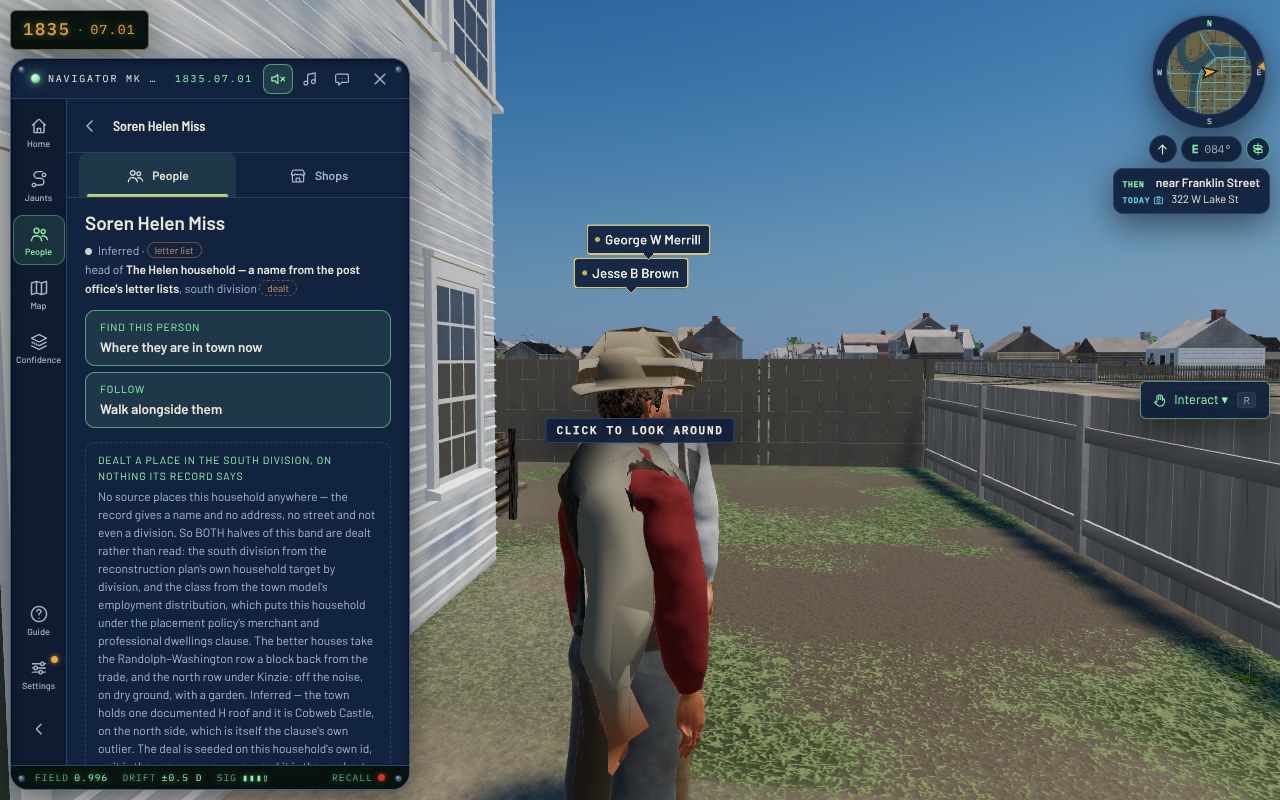 1835 · 07.01
NAVIGATOR MK … 1835.07.01
Home
Jaunts
People
Map
Confidence
Guide
Settings
Soren Helen Miss
People
Shops
Soren Helen Miss
Inferred · letter list
head of The Helen household — a name from the post
office's letter lists, south division dealt
FIND THIS PERSON
Where they are in town now
FOLLOW
Walk alongside them
DEALT A PLACE IN THE SOUTH DIVISION, ON
NOTHING ITS RECORD SAYS
No source places this household anywhere — the
record gives a name and no address, no street and not
even a division. So BOTH halves of this band are dealt
rather than read: the south division from the
reconstruction plan's own household target by
division, and the class from the town model's
employment distribution, which puts this household
under the placement policy's merchant and
professional dwellings clause. The better houses take
the Randolph–Washington row a block back from the
trade, and the north row under Kinzie: off the noise,
on dry ground, with a garden. Inferred — the town
holds one documented H roof and it is Cobweb Castle,
on the north side, which is itself the clause's own
outlier. The deal is seeded on this household's own id,
FIELD 0.996 DRIFT ±0.5 D SIG RECALL
George W Merrill
Jesse B Brown
CLICK TO LOOK AROUND
N
W
E
S
E 084°
THEN near Franklin Street
TODAY 322 W Lake St
Interact ▾ R